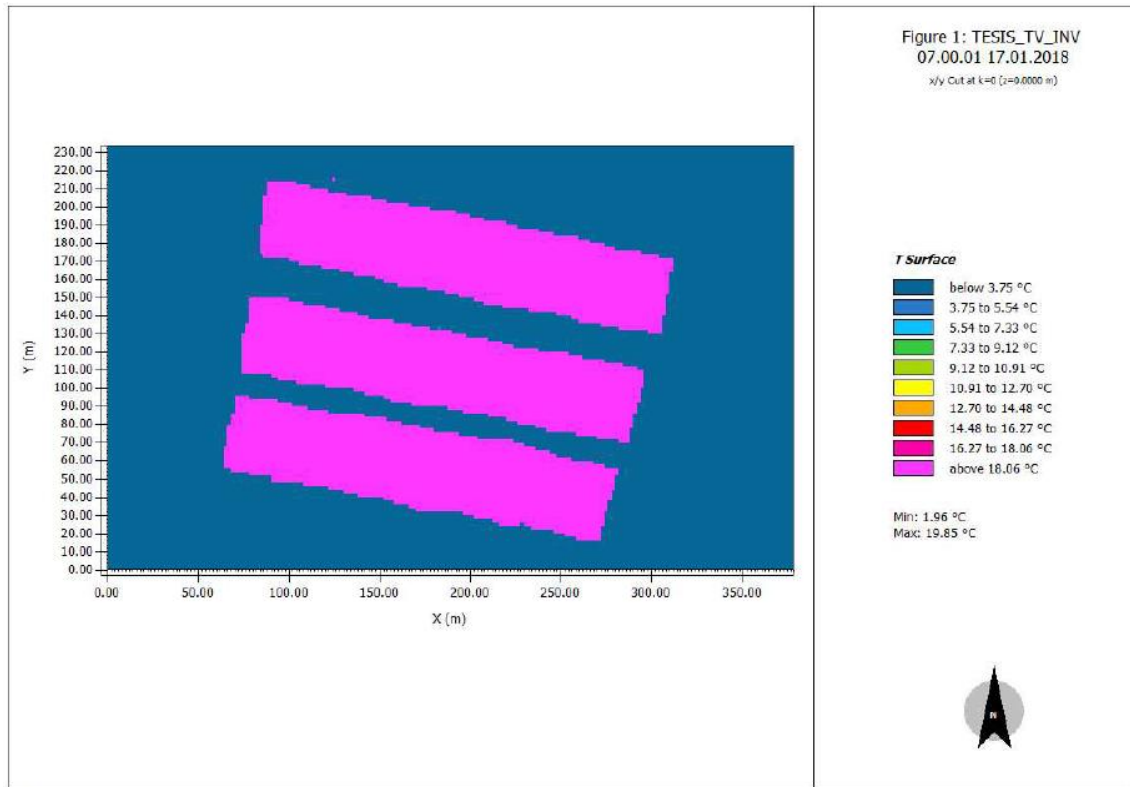 Figure 1: TESIS_TV_INV
07.00.01 17.01.2018
x/y Cut at k=0 (z=0.0000 m)
230.00
220.00
210.00
200.00
190.00
180.00
170.00
160.00
150.00
140.00
130.00
120.00
110.00
100.00
90.00
80.00
70.00
60.00
50.00
40.00
30.00
20.00
10.00
0.00
Y (m)
0.00 50.00 100.00 150.00 200.00 250.00 300.00 350.00
X (m)
T Surface
below 3.75 °C
3.75 to 5.54 °C
5.54 to 7.33 °C
7.33 to 9.12 °C
9.12 to 10.91 °C
10.91 to 12.70 °C
12.70 to 14.48 °C
14.48 to 16.27 °C
16.27 to 18.06 °C
above 18.06 °C
Min: 1.96 °C
Max: 19.85 °C
N